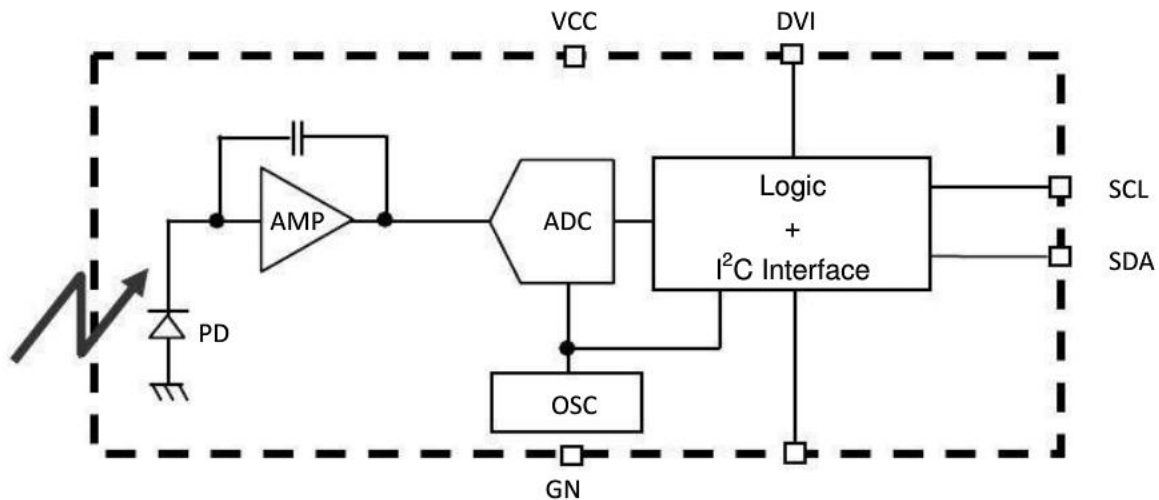 VCC
DVI
AMP
ADC
Logic
+
I²C Interface
SCL
SDA
PD
OSC
GN